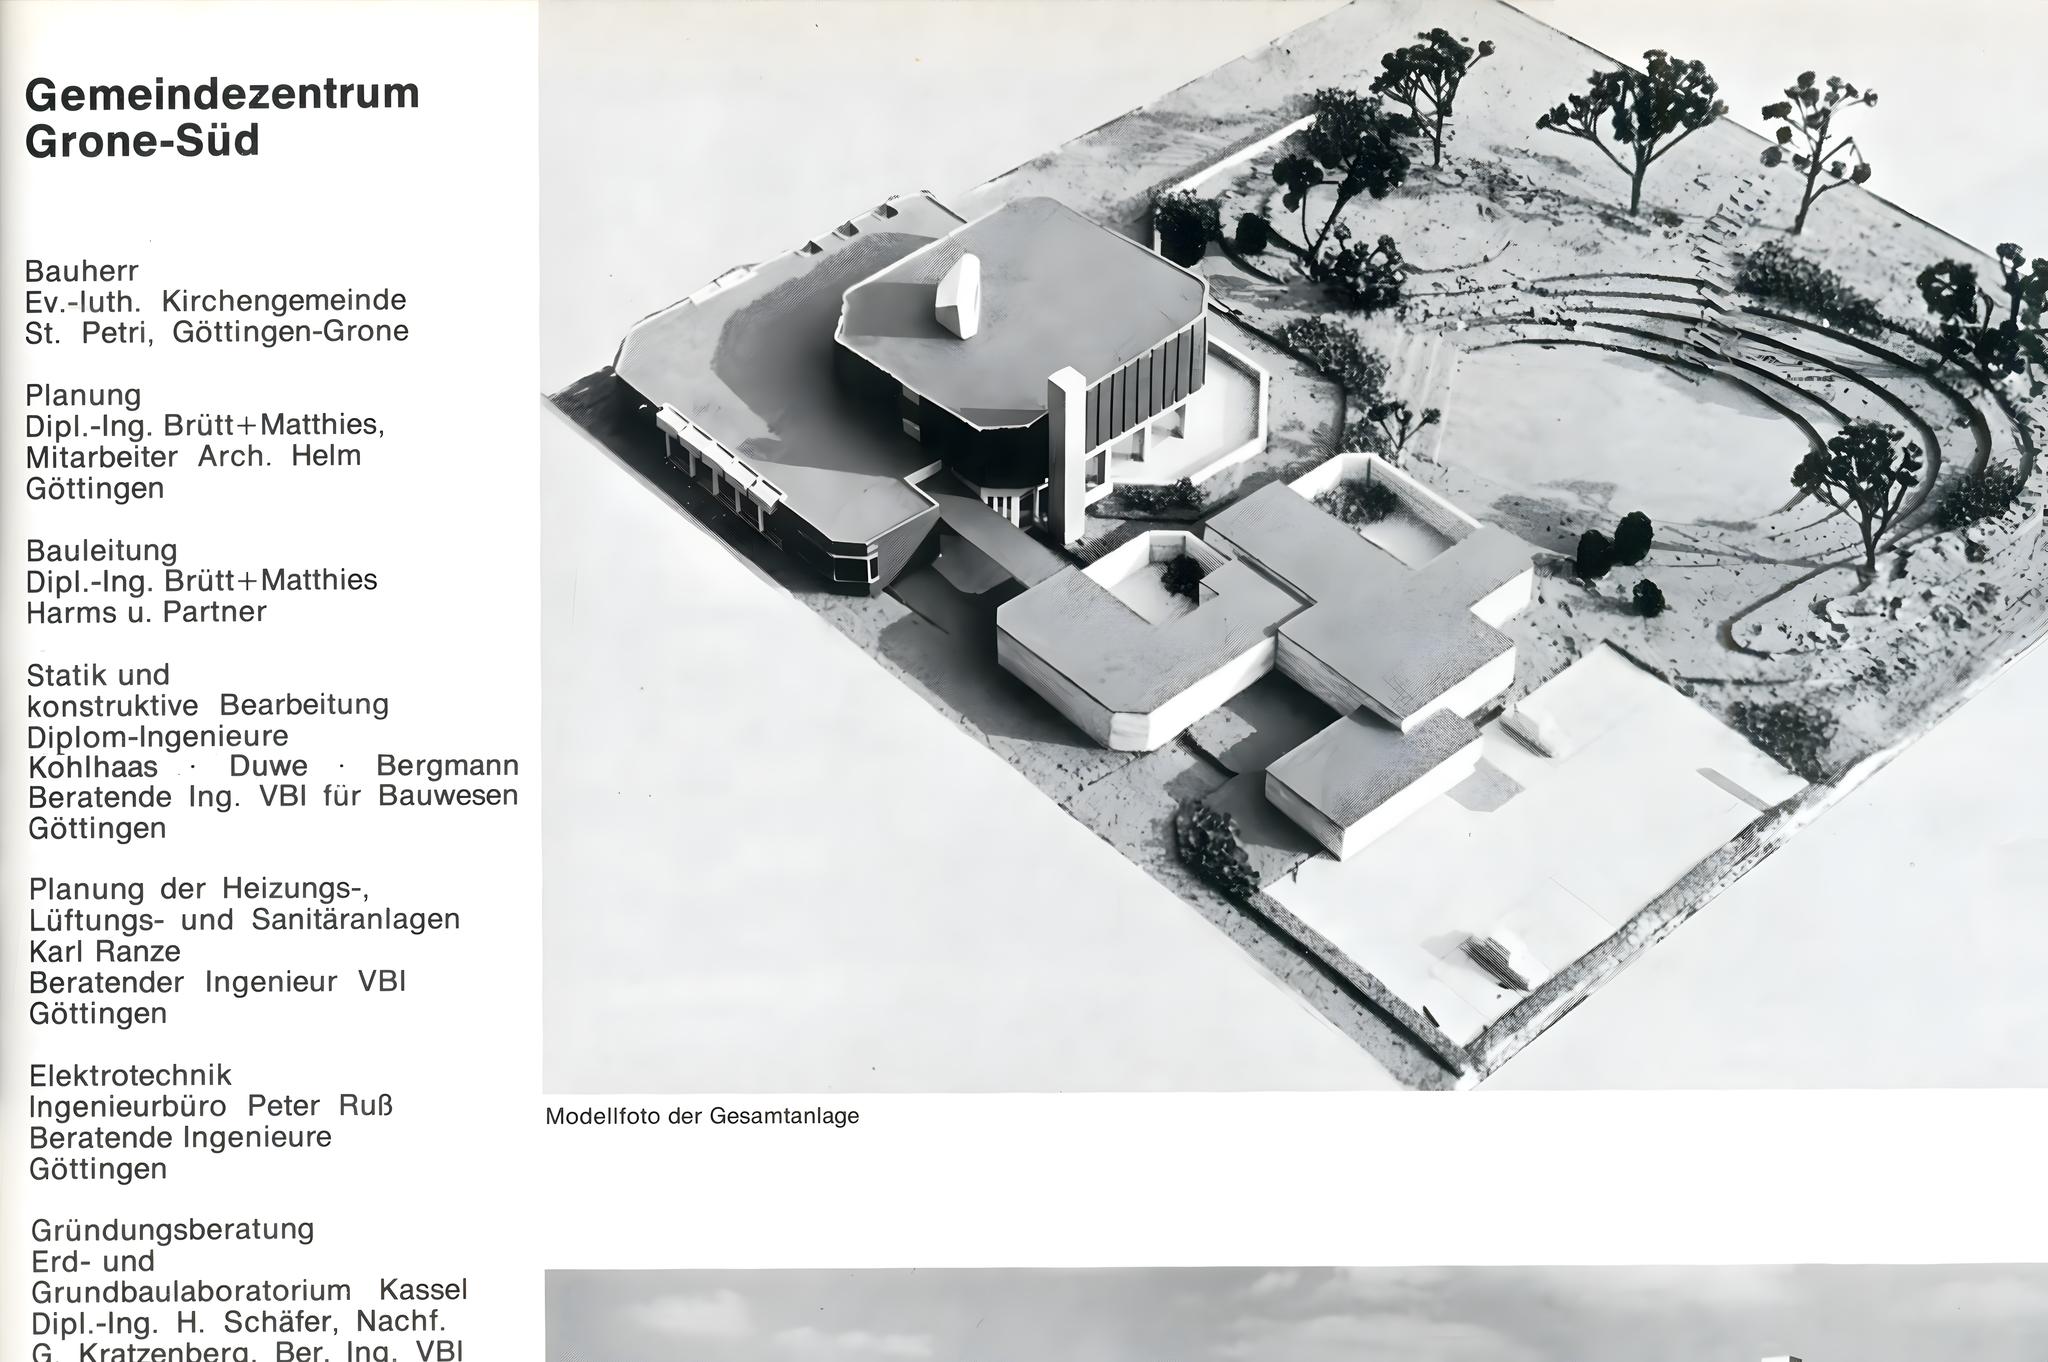 Gemeindezentrum
Grone-Süd
Bauherr
Ev.-luth. Kirchengemeinde
St. Petri, Göttingen-Grone
Planung
Dipl.-Ing. Brütt+Matthies,
Mitarbeiter Arch. Helm
Göttingen
Bauleitung
Dipl.-Ing. Brütt+Matthies
Harms u. Partner
Statik und
konstruktive Bearbeitung
Diplom-Ingenieure
Kohlhaas · Duwe · Bergmann
Beratende Ing. VBI für Bauwesen
Göttingen
Planung der Heizungs-,
Lüftungs- und Sanitäranlagen
Karl Ranze
Beratender Ingenieur VBI
Göttingen
Elektrotechnik
Ingenieurbüro Peter Ruß
Beratende Ingenieure
Göttingen
Gründungsberatung
Erd- und
Grundbaulaboratorium Kassel
Dipl.-Ing. H. Schäfer, Nachf.
G. Kratzenberg, Ber. Ing. VBI
Modellfoto der Gesamtanlage